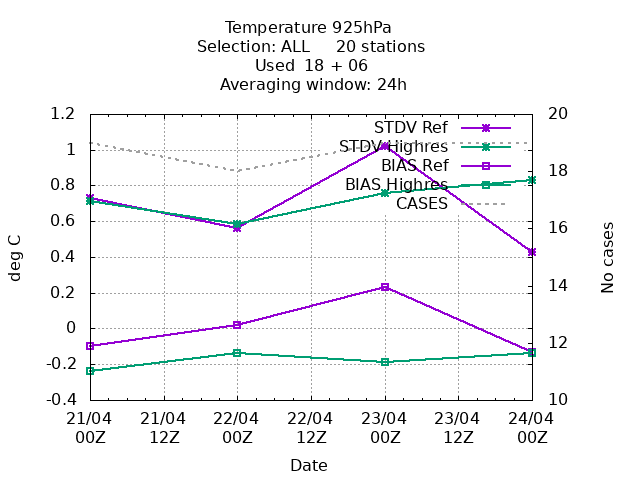 Temperature 925hPa
Selection: ALL     20 stations
Used  18 + 06
Averaging window: 24h
1.2
1
0.8
0.6
0.4
0.2
0
-0.2
-0.4
deg C
20
18
16
14
12
10
No cases
STDV Ref
STDV Highres
BIAS Ref
BIAS Highres
CASES
21/04 21/04 22/04 22/04 23/04 23/04 24/04
00Z 12Z 00Z 12Z 00Z 12Z 00Z
Date